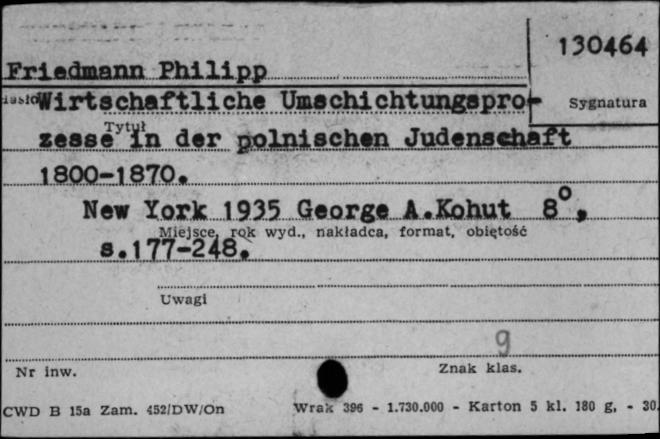 130464
Friedmann Philipp
Hasło Wirtschaftliche Umschichtungspro-
Sygnatura
Tytuł
zesse in der polnischen Judenschaft
1800-1870.
New York 1935 George A.Kohut 8°,
Miejsce, rok wyd., nakładca, format, objętość
s.177-248.
Uwagi
9
Nr inw.
Znak klas.
CWD B 15a Zam. 452/DW/On Wrak 396 - 1.730.000 - Karton 5 kl. 180 g. - 30.